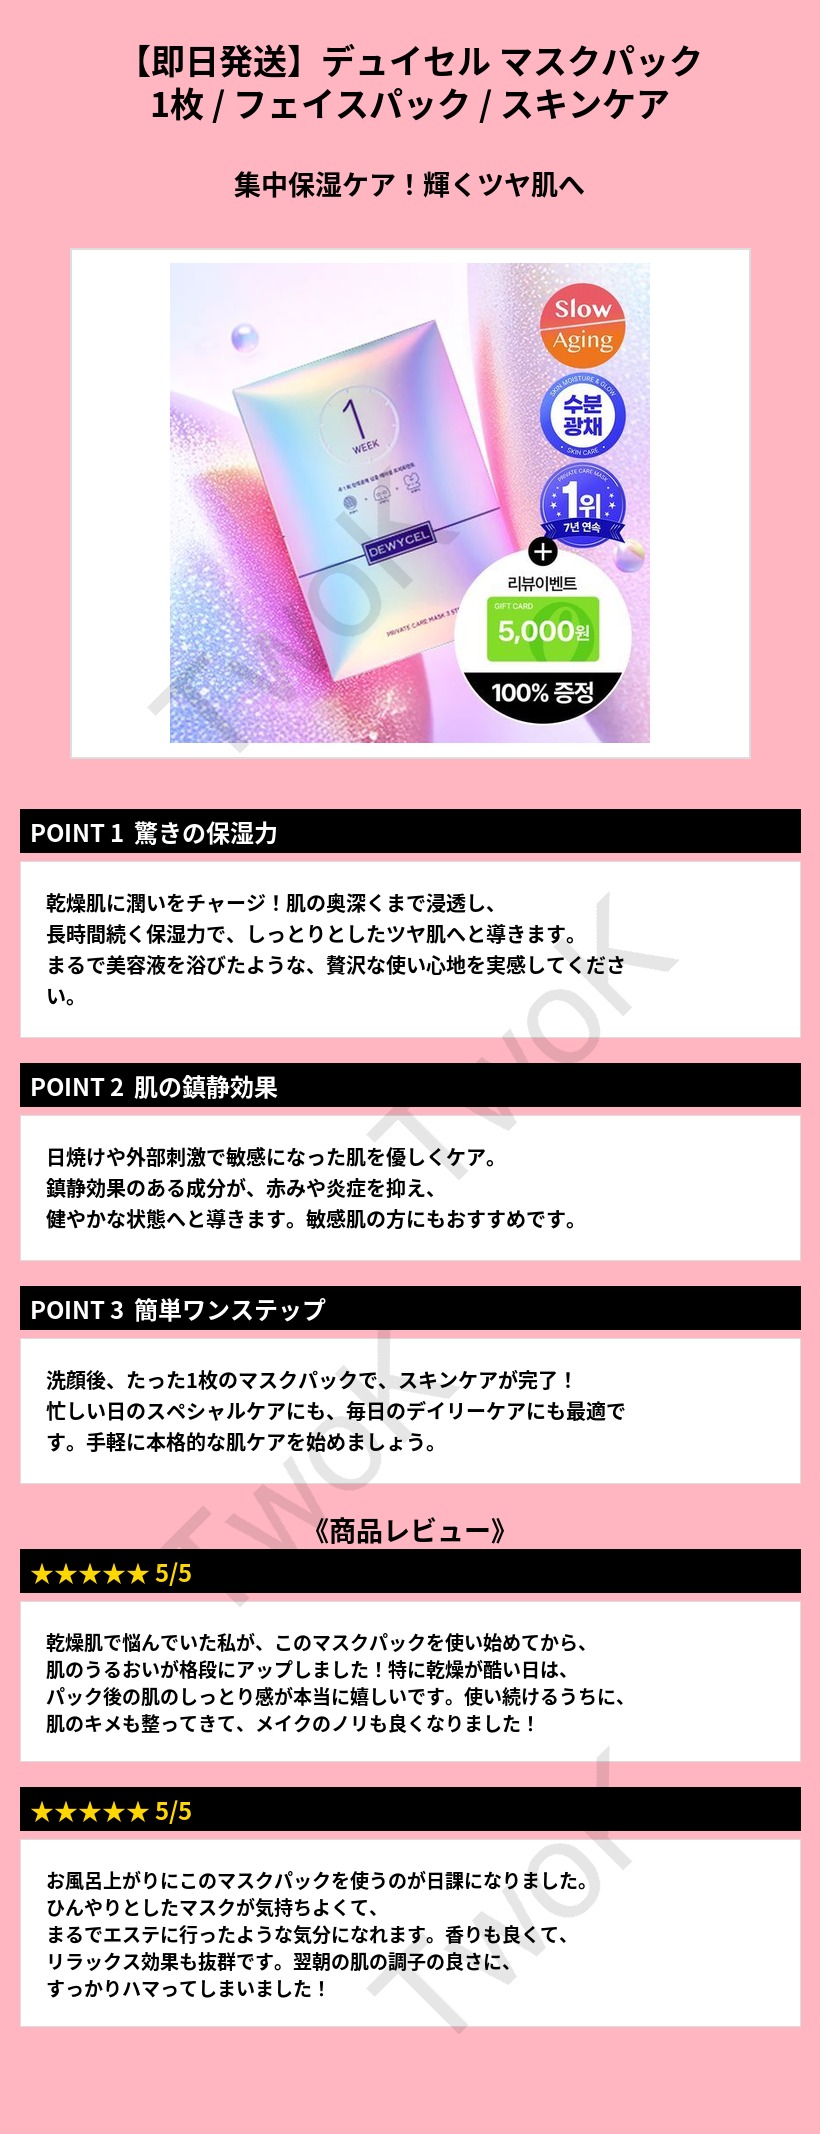 【即日発送】デュイセル マスクパック
1枚 / フェイスパック / スキンケア
集中保湿ケア！輝くツヤ肌へ
Slow
Aging
SKIN MOISTURE & GLOW
수분
광채
SKIN CARE
PRIVATE CARE MASK
1위
7년 연속
1
WEEK
DEWYCEL
PRIVATE CARE MASK 3
+
리뷰이벤트
GIFT CARD
5,000원
100% 증정
TwoK
POINT 1 驚きの保湿力
乾燥肌に潤いをチャージ！肌の奥深くまで浸透し、
長時間続く保湿力で、しっとりとしたツヤ肌へと導きます。
まるで美容液を浴びたような、贅沢な使い心地を実感してくださ
い。
TwoK
POINT 2 肌の鎮静効果
日焼けや外部刺激で敏感になった肌を優しくケア。
鎮静効果のある成分が、赤みや炎症を抑え、
健やかな状態へと導きます。敏感肌の方にもおすすめです。
POINT 3 簡単ワンステップ
洗顔後、たった1枚のマスクパックで、スキンケアが完了！
忙しい日のスペシャルケアにも、毎日のデイリーケアにも最適で
す。手軽に本格的な肌ケアを始めましょう。
TwoK
《商品レビュー》
★★★★★ 5/5
乾燥肌で悩んでいた私が、このマスクパックを使い始めてから、
肌のうるおいが格段にアップしました！特に乾燥が酷い日は、
パック後の肌のしっとり感が本当に嬉しいです。使い続けるうちに、
肌のキメも整ってきて、メイクのノリも良くなりました！
★★★★★ 5/5
お風呂上がりにこのマスクパックを使うのが日課になりました。
ひんやりとしたマスクが気持ちよくて、
まるでエステに行ったような気分になれます。香りも良くて、
リラックス効果も抜群です。翌朝の肌の調子の良さに、
すっかりハマってしまいました！
TwoK